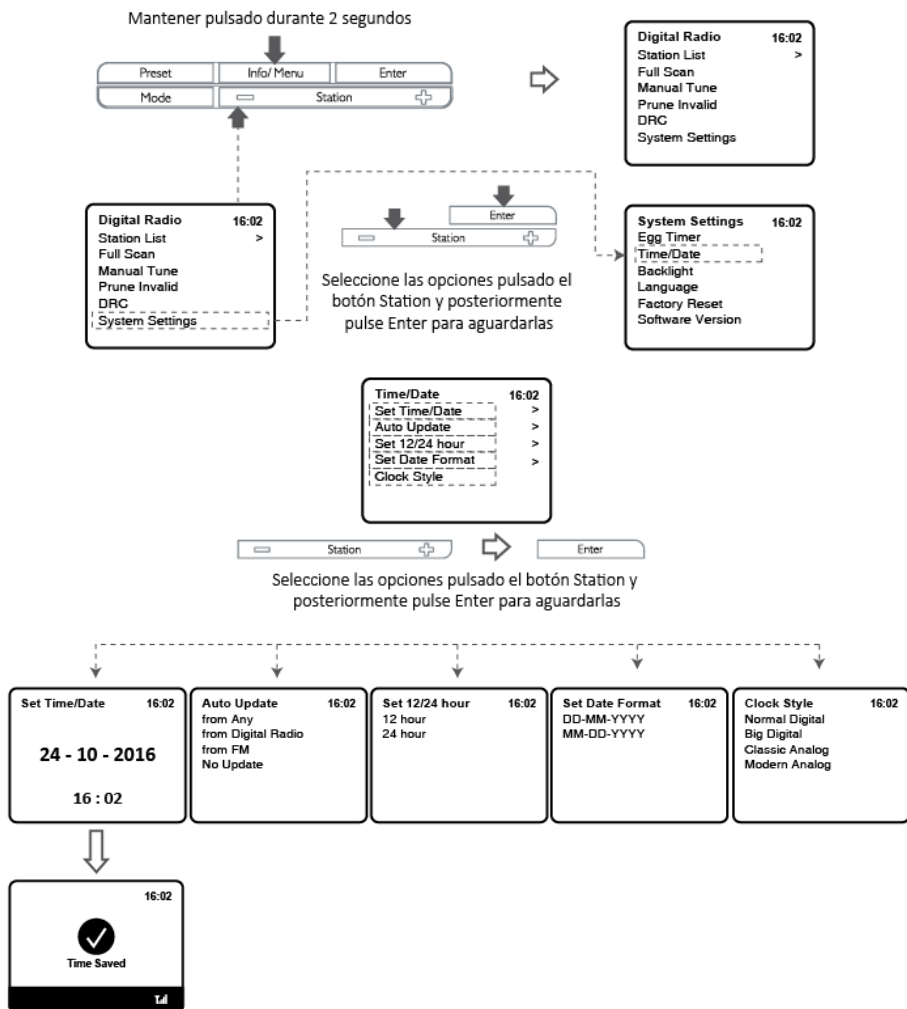 Mantener pulsado durante 2 segundos
Preset
Info/ Menu
Enter
Mode
Station
Digital Radio 16:02
Station List >
Full Scan
Manual Tune
Prune Invalid
DRC
System Settings
Digital Radio 16:02
Station List >
Full Scan
Manual Tune
Prune Invalid
DRC
System Settings
Enter
Station
Seleccione las opciones pulsado el
botón Station y posteriormente
pulse Enter para aguardarlas
System Settings 16:02
Egg Timer
Time/Date
Backlight
Language
Factory Reset
Software Version
Time/Date 16:02
Set Time/Date >
Auto Update >
Set 12/24 hour >
Set Date Format >
Clock Style
Station
Enter
Seleccione las opciones pulsado el botón Station y
posteriormente pulse Enter para aguardarlas
Set Time/Date 16:02
24 - 10 - 2016
16 : 02
Auto Update 16:02
from Any
from Digital Radio
from FM
No Update
Set 12/24 hour 16:02
12 hour
24 hour
Set Date Format 16:02
DD-MM-YYYY
MM-DD-YYYY
Clock Style 16:02
Normal Digital
Big Digital
Classic Analog
Modern Analog
16:02
Time Saved